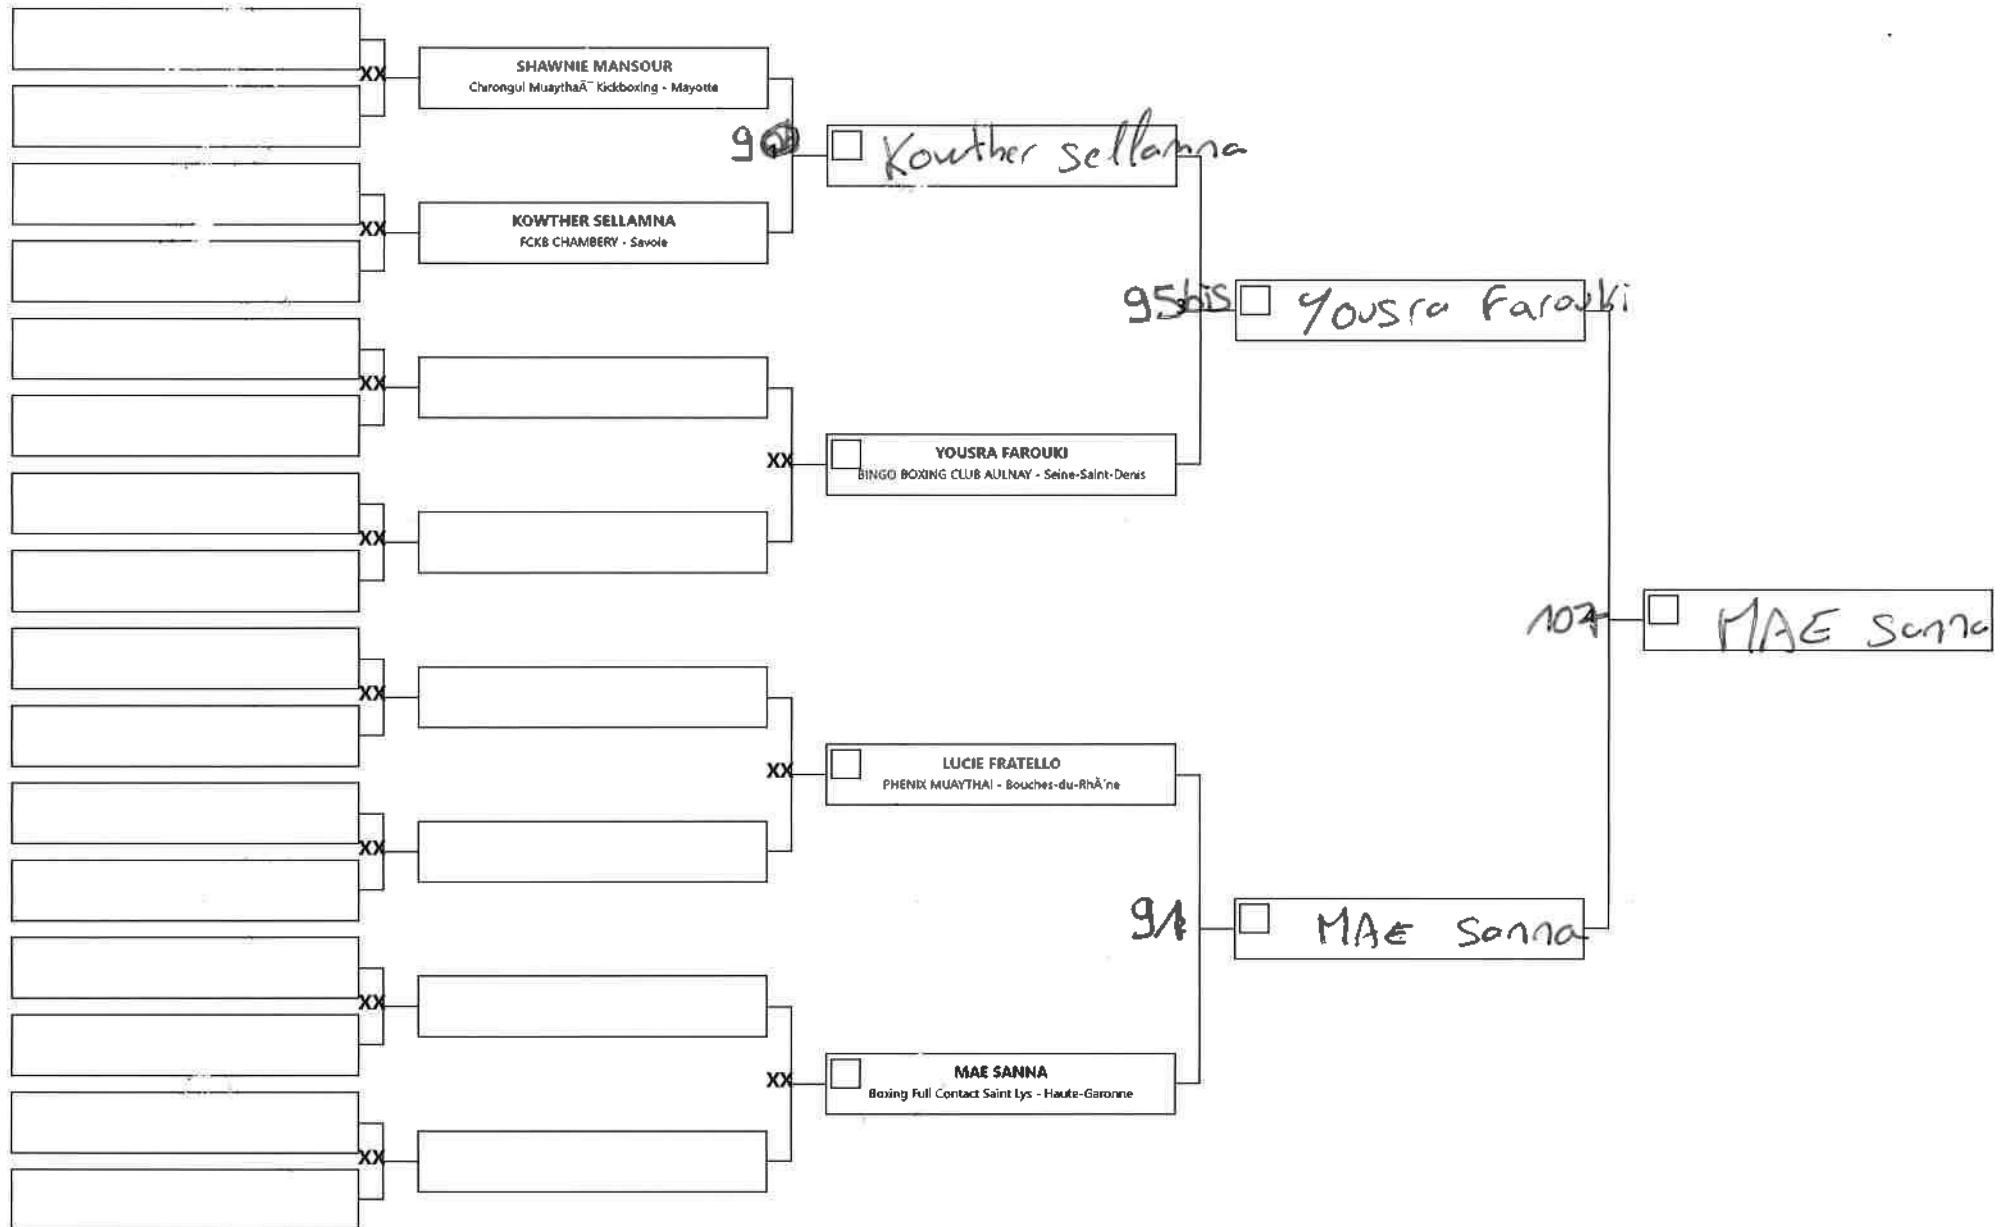 XX
SHAWNIE MANSOUR
Chirongui MuaythaÃ¯ Kickboxing - Mayotte
Kowther sellamna
XX
KOWTHER SELLAMNA
FCKB CHAMBERY - Savoie
95bis
Yousra Farouki
XX
XX
YOUSRA FAROUKI
BINGO BOXING CLUB AULNAY - Seine-Saint-Denis
XX
107
MAE Sanna
XX
XX
LUCIE FRATELLO
PHENIX MUAYTHAI - Bouches-du-RhÃ´ne
XX
91
MAE Sanna
XX
XX
MAE SANNA
Boxing Full Contact Saint Lys - Haute-Garonne
XX